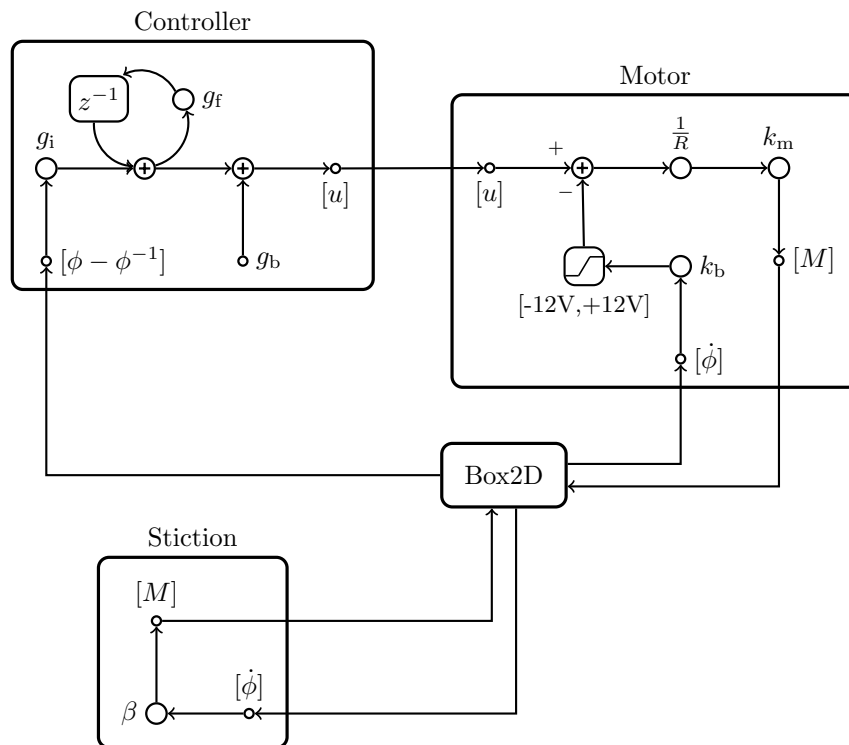 Controller
Motor
z^{-1}
g_f
g_i
+
+
[u]
[ϕ − ϕ^{-1}]
g_b
[u]
+
−
+
1/R
k_m
[M]
k_b
[-12V,+12V]
[ϕ̇]
Box2D
Stiction
[M]
[ϕ̇]
β